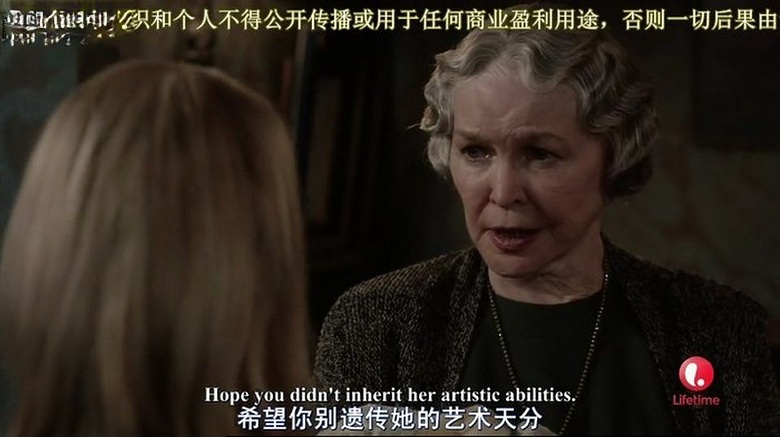 织和个人不得公开传播或用于任何商业盈利用途，否则一切后果由
Hope you didn't inherit her artistic abilities.
希望你别遗传她的艺术天分
Lifetime